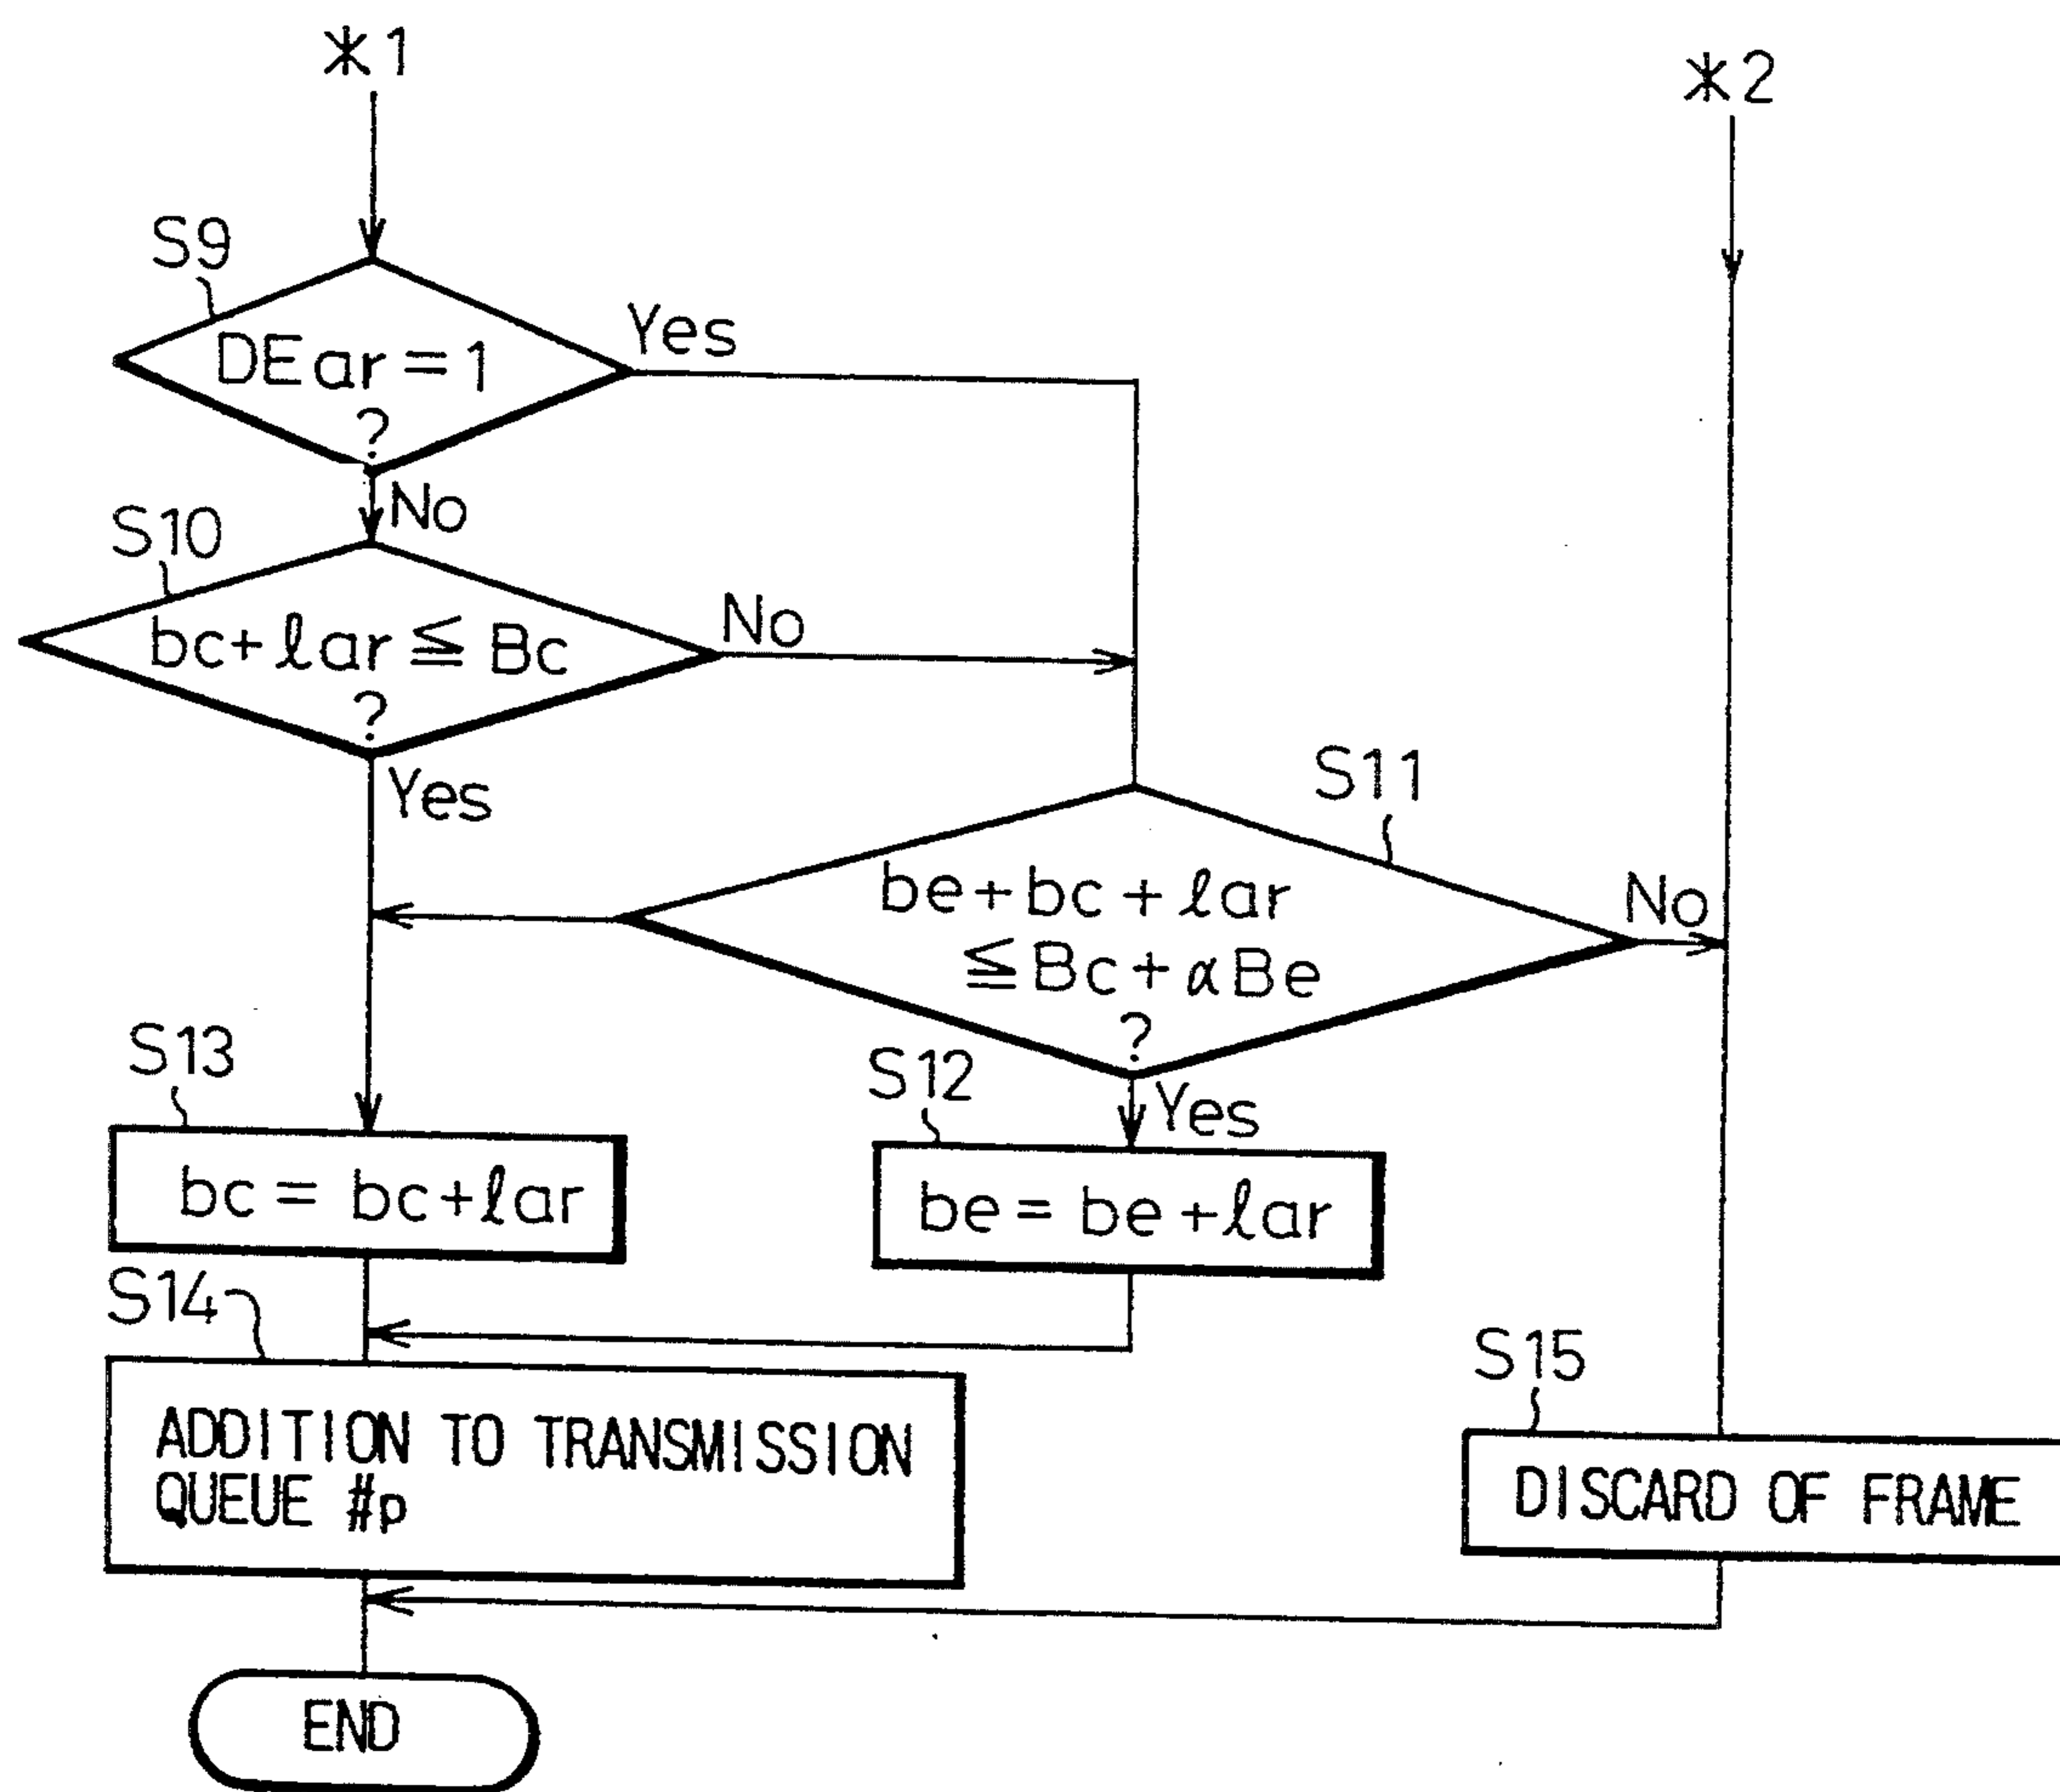 *1
*2
S9
DEar=1
?
Yes
No
S10
bc+ℓar≦Bc
?
No
Yes
S11
be+bc+ℓar
≦Bc+αBe
?
No
Yes
S13
bc=bc+ℓar
S12
be=be+ℓar
S14
ADDITION TO TRANSMISSION
QUEUE #p
S15
DISCARD OF FRAME
END